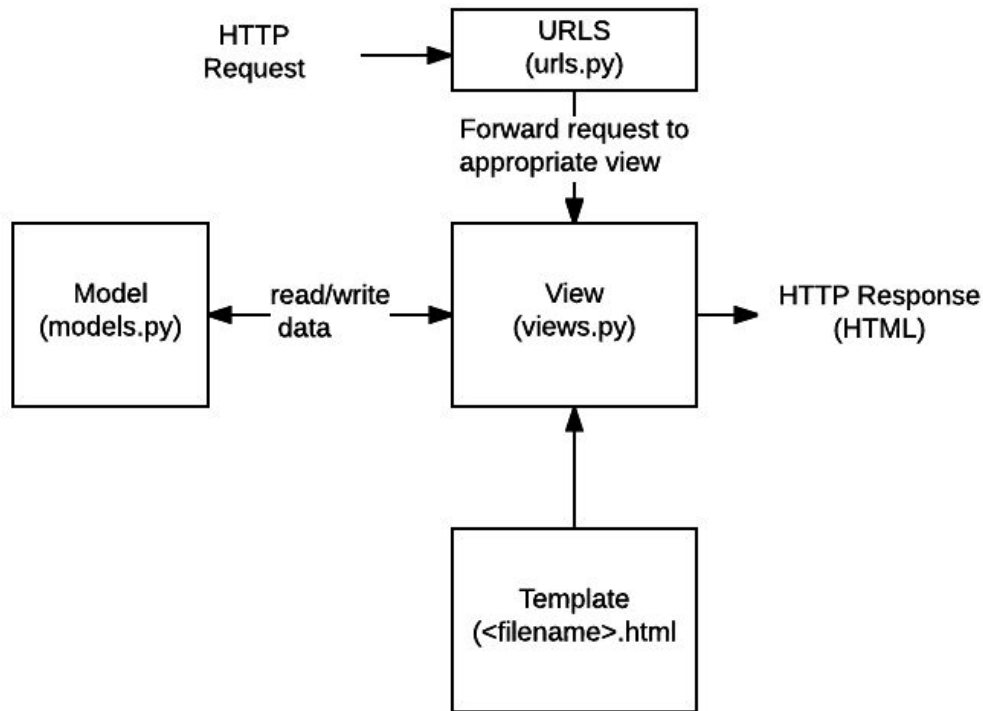 HTTP
Request
URLS
(urls.py)
Forward request to
appropriate view
Model
(models.py)
read/write
data
View
(views.py)
HTTP Response
(HTML)
Template
(<filename>.html